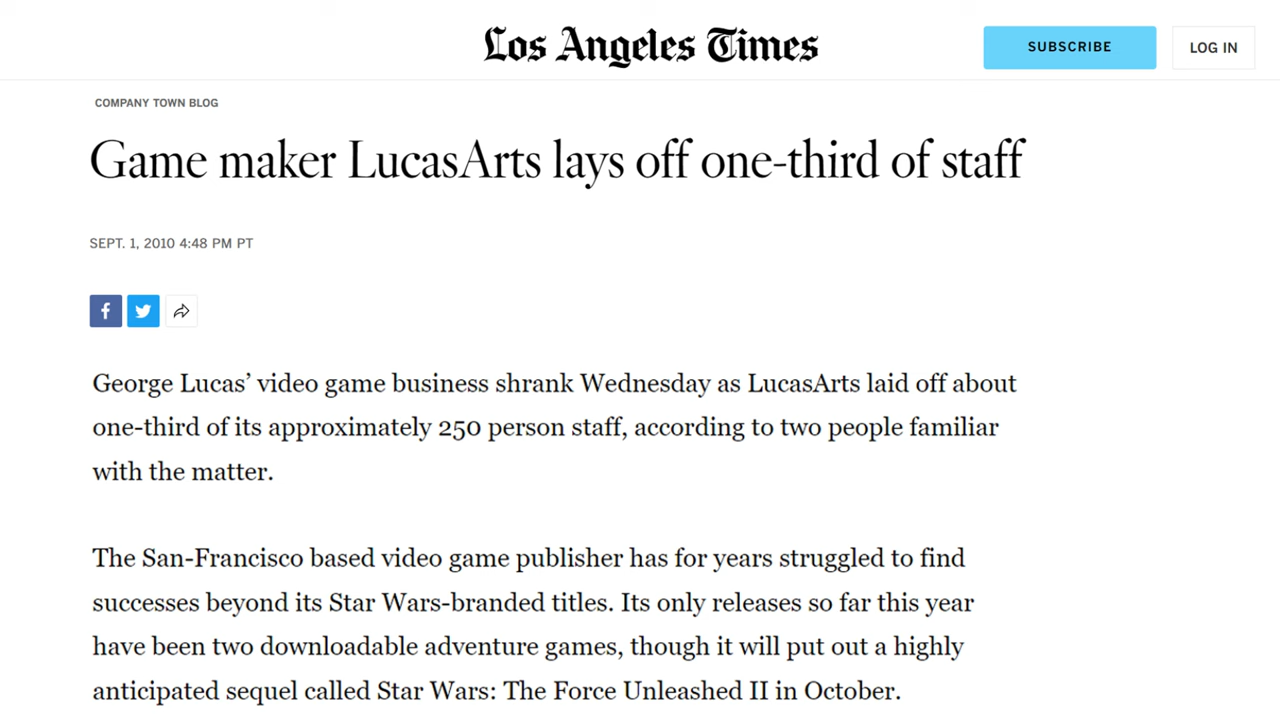 Los Angeles Times
SUBSCRIBE
LOG IN
COMPANY TOWN BLOG
Game maker LucasArts lays off one-third of staff
SEPT. 1, 2010 4:48 PM PT
George Lucas’ video game business shrank Wednesday as LucasArts laid off about
one-third of its approximately 250 person staff, according to two people familiar
with the matter.
The San-Francisco based video game publisher has for years struggled to find
successes beyond its Star Wars-branded titles. Its only releases so far this year
have been two downloadable adventure games, though it will put out a highly
anticipated sequel called Star Wars: The Force Unleashed II in October.